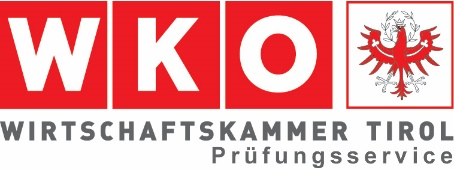 WKO
WIRTSCHAFTSKAMMER TIROL
Prüfungsservice